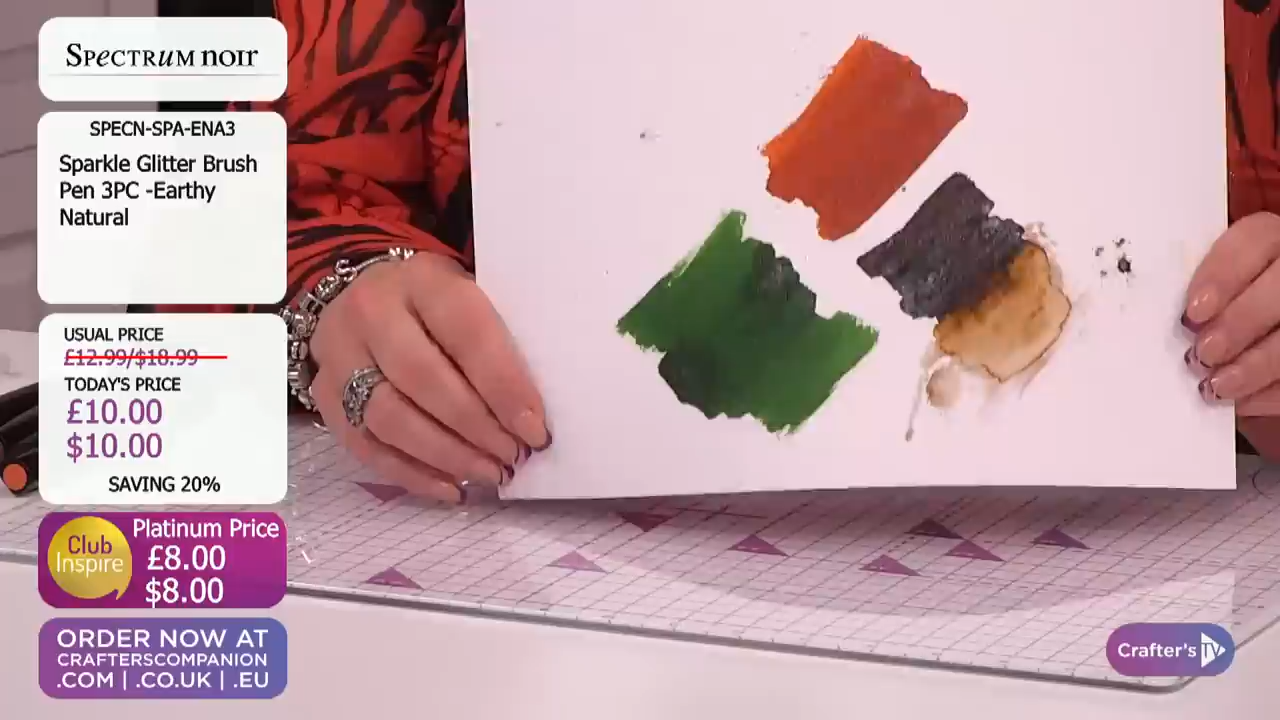 SPECTRUM NOIR
SPECN-SPA-ENA3
Sparkle Glitter Brush
Pen 3PC -Earthy
Natural
USUAL PRICE
£12.99/$18.99
TODAY'S PRICE
£10.00
$10.00
SAVING 20%
Club
Inspire
Platinum Price
£8.00
$8.00
ORDER NOW AT
CRAFTERSCOMPANION
.COM | .CO.UK | .EU
Crafter's TV